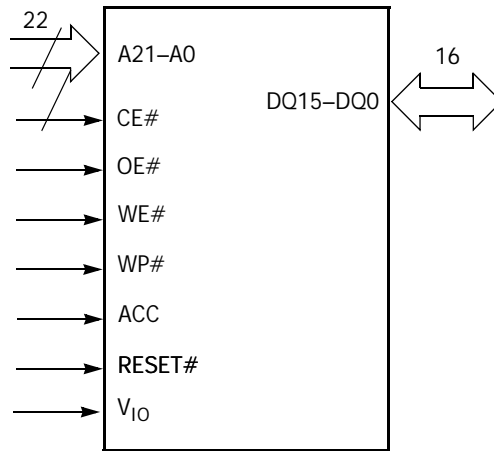 22
A21–A0
16
DQ15–DQ0
CE#
OE#
WE#
WP#
ACC
RESET#
VIO